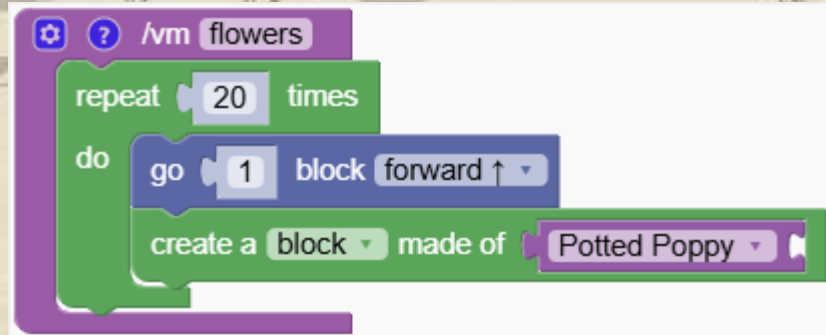 ? /vm flowers
repeat 20 times
do
go 1 block forward ↑
create a block made of Potted Poppy